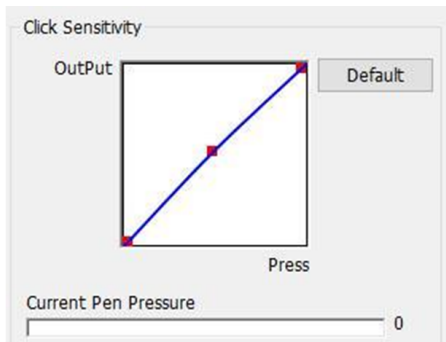 Click Sensitivity
OutPut
Default
Press
Current Pen Pressure
0